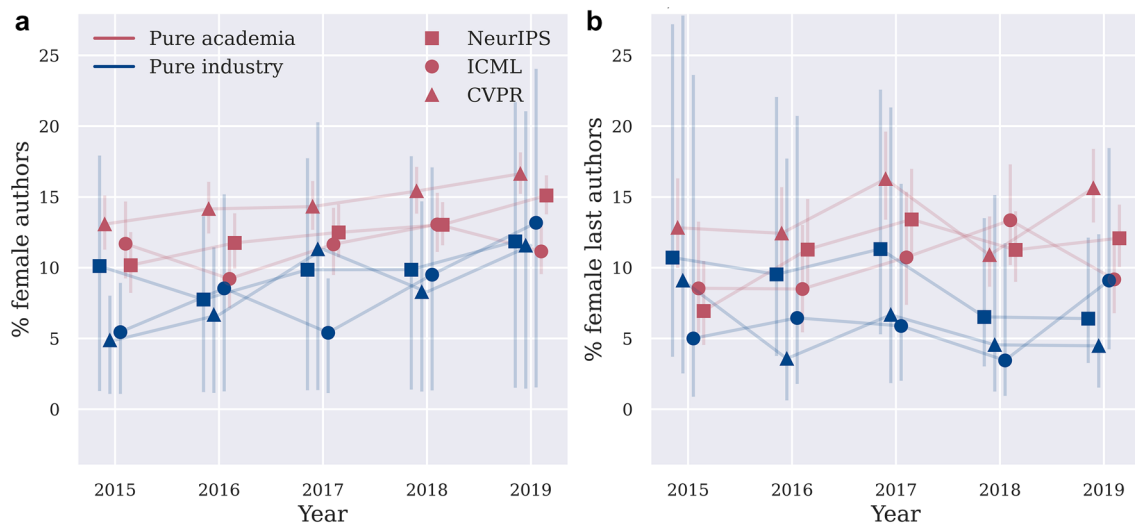 a
Pure academia
Pure industry
NeurIPS
ICML
CVPR
25
20
15
10
5
0
% female authors
2015 2016 2017 2018 2019
Year
b
25
20
15
10
5
0
% female last authors
2015 2016 2017 2018 2019
Year